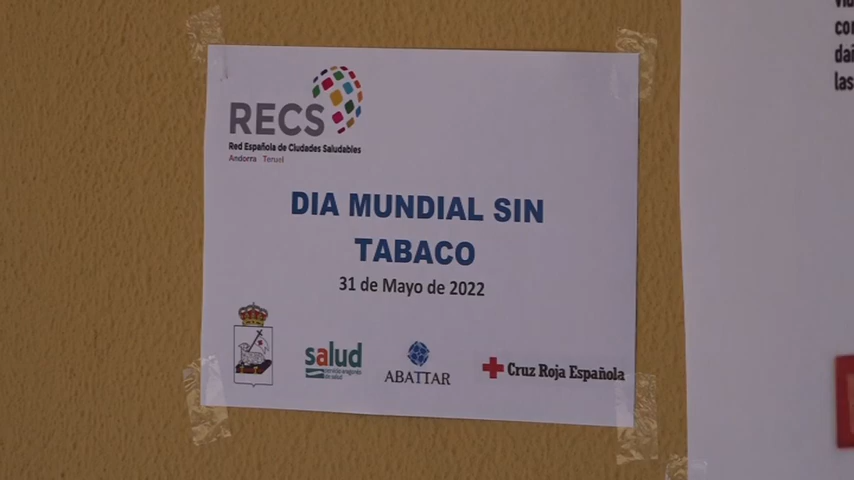 RECS
Red Española de Ciudades Saludables
Andorra Teruel
DIA MUNDIAL SIN
TABACO
31 de Mayo de 2022
salud
servicio aragonés
de salud
ABATTAR
Cruz Roja Española
las